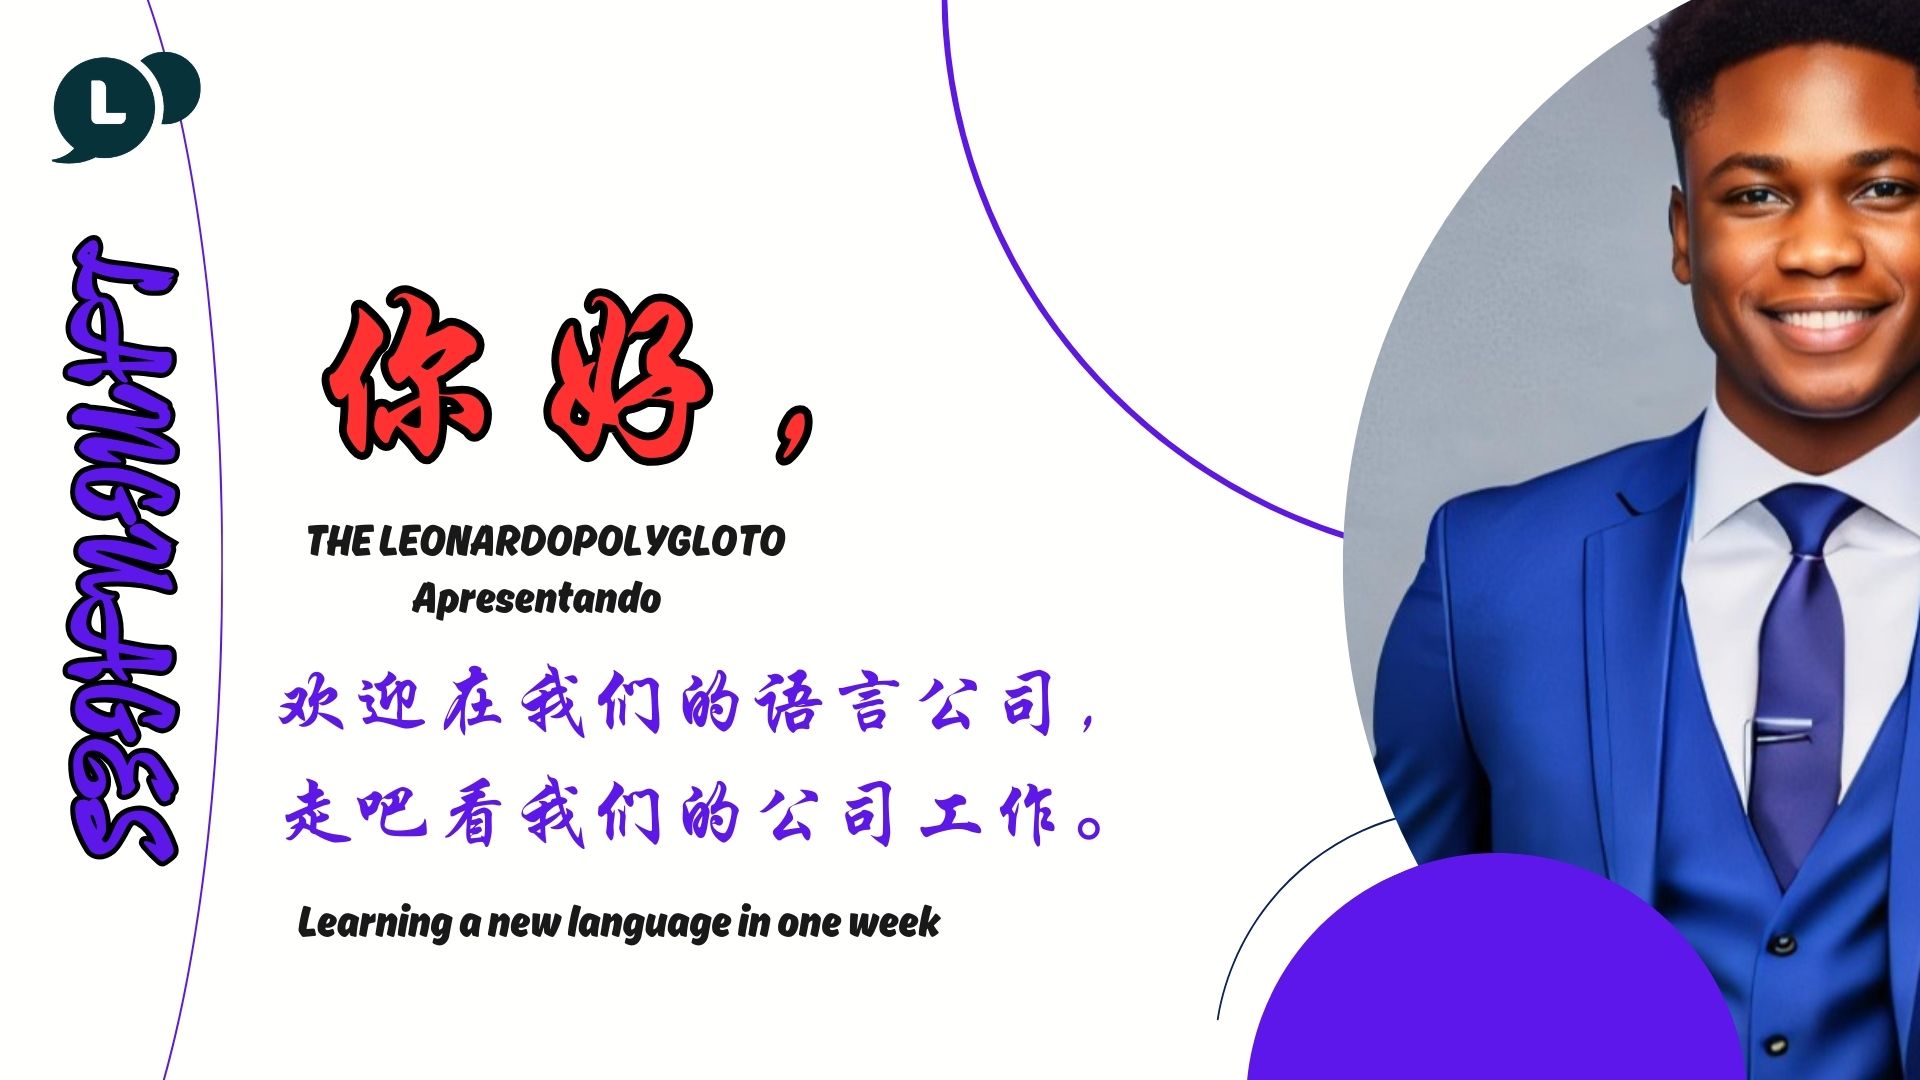 L
LANGUAGES
你好，
THE LEONARDOPOLYGLOTO
Apresentando
欢迎在我们的语言公司，
走吧看我们的公司工作。
Learning a new language in one week